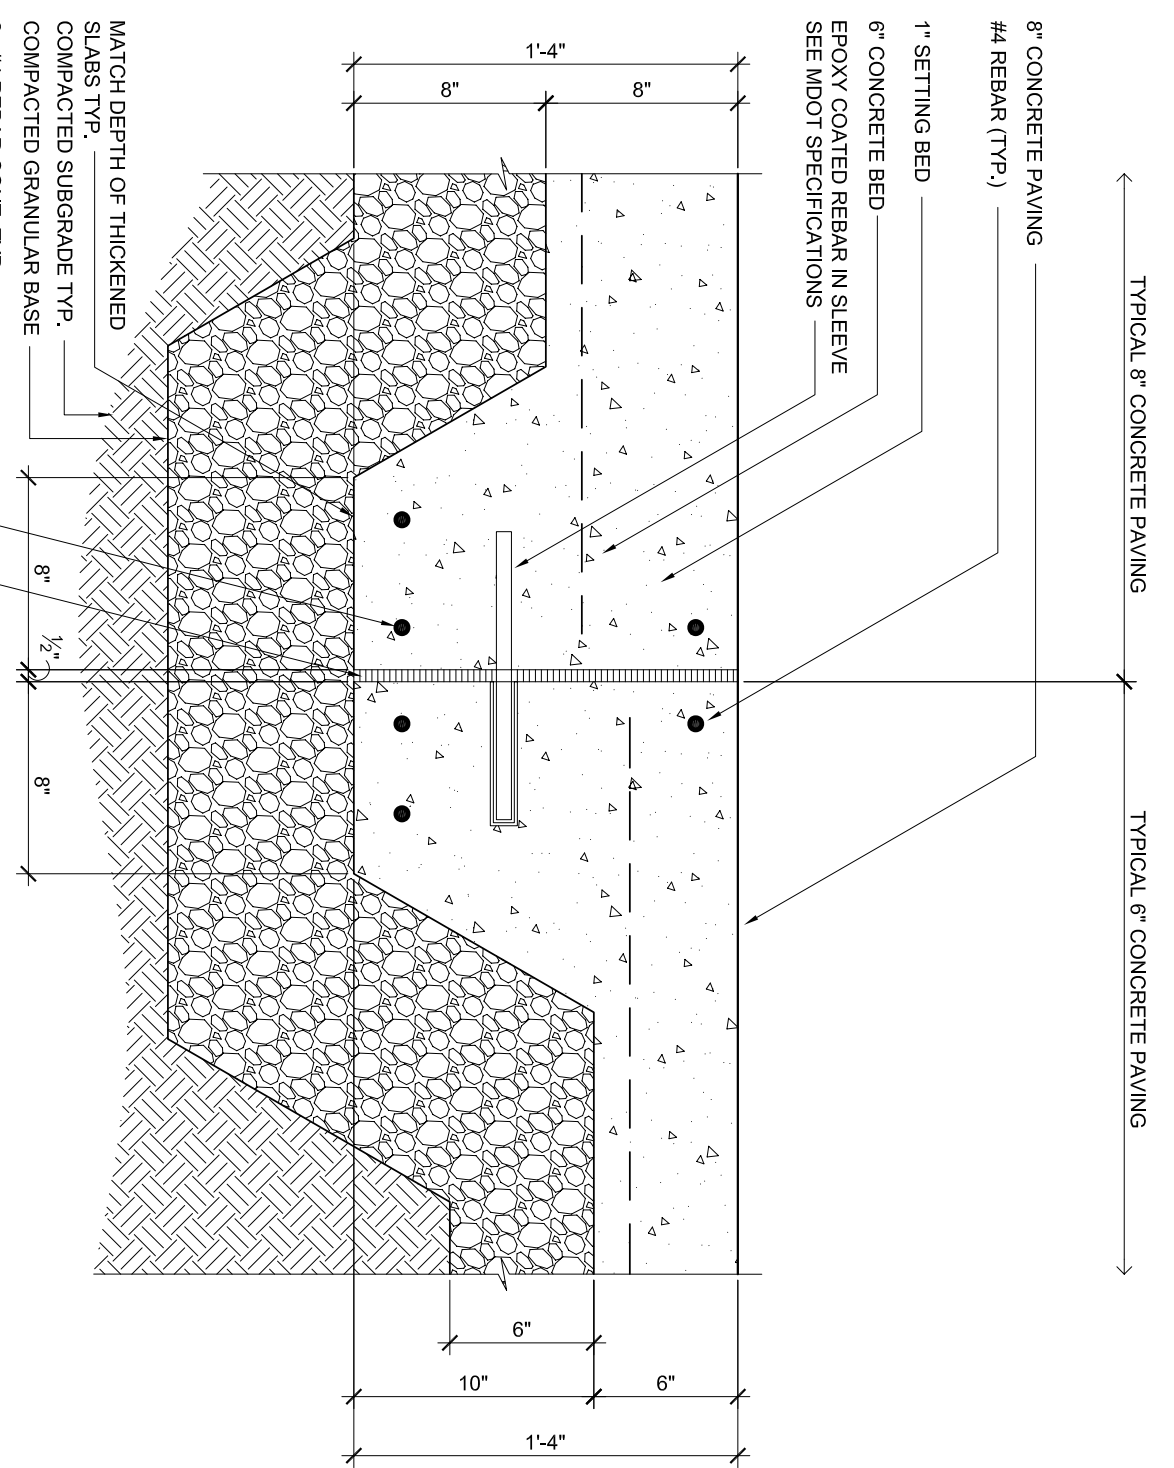 TYPICAL 8" CONCRETE PAVING
TYPICAL 6" CONCRETE PAVING
8" CONCRETE PAVING
#4 REBAR (TYP.)
1" SETTING BED
6" CONCRETE BED
EPOXY COATED REBAR IN SLEEVE
SEE MDOT SPECIFICATIONS
1'-4"
8"
8"
MATCH DEPTH OF THICKENED
SLABS TYP.
COMPACTED SUBGRADE TYP.
COMPACTED GRANULAR BASE
8"
½"
8"
6"
10"
6"
1'-4"